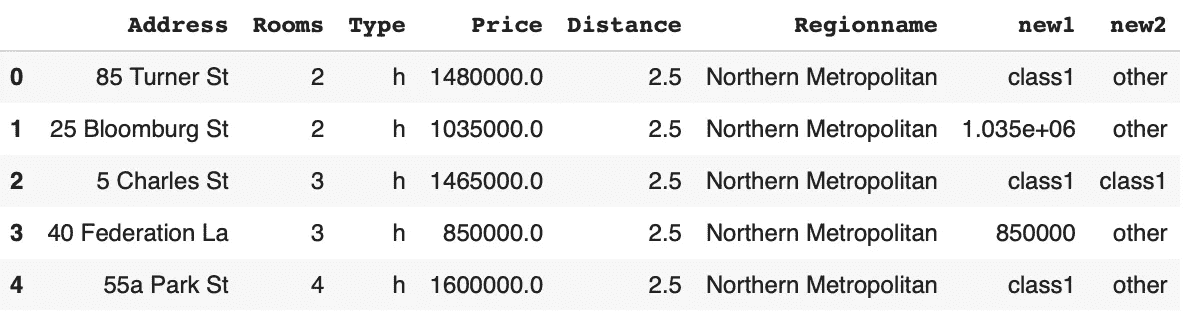 Address Rooms Type Price Distance Regionname new1 new2
0 85 Turner St 2 h 1480000.0 2.5 Northern Metropolitan class1 other
1 25 Bloomburg St 2 h 1035000.0 2.5 Northern Metropolitan 1.035e+06 other
2 5 Charles St 3 h 1465000.0 2.5 Northern Metropolitan class1 class1
3 40 Federation La 3 h 850000.0 2.5 Northern Metropolitan 850000 other
4 55a Park St 4 h 1600000.0 2.5 Northern Metropolitan class1 other